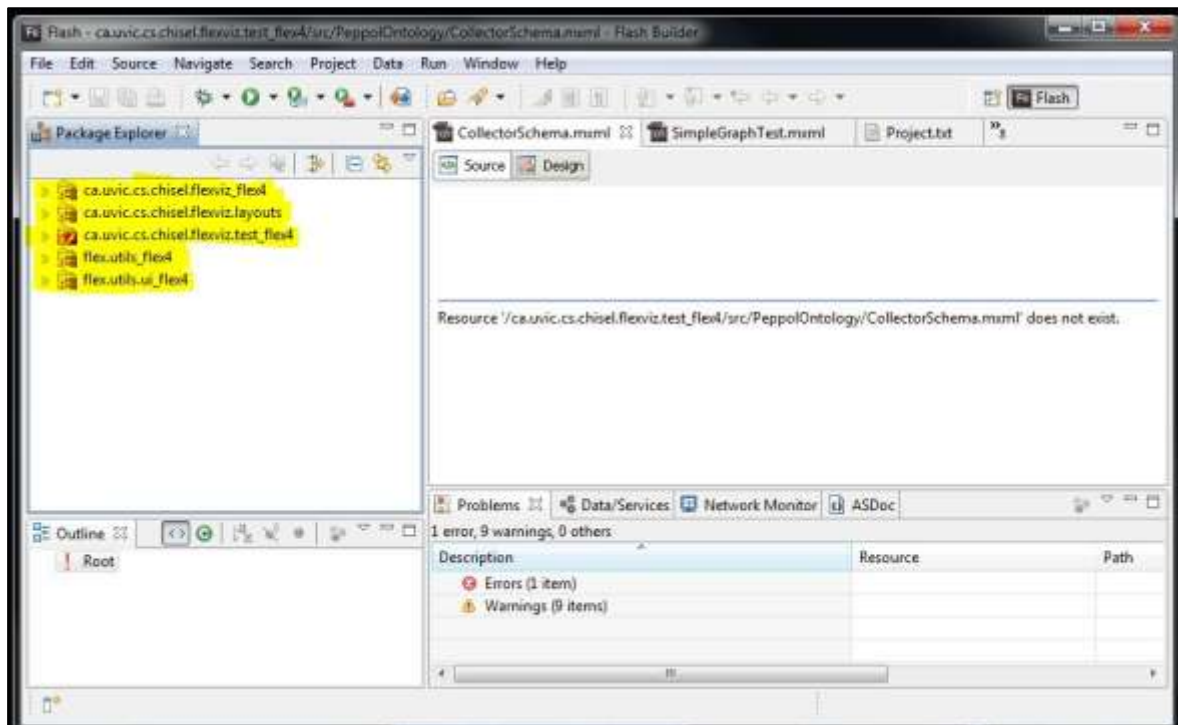 Flash - ca.uvic.cs.chisel.flexviz.test_flex4/src/PeppolOntology/CollectorSchema.mxml - Flash Builder
File Edit Source Navigate Search Project Data Run Window Help
Flash
Package Explorer
CollectorSchema.mxml
SimpleGraphTest.mxml
Project.txt
Source Design
ca.uvic.cs.chisel.flexviz_flex4
ca.uvic.cs.chisel.flexviz.layouts
ca.uvic.cs.chisel.flexviz.test_flex4
flex.utils_flex4
flex.utils.ui_flex4
Resource '/ca.uvic.cs.chisel.flexviz.test_flex4/src/PeppolOntology/CollectorSchema.mxml' does not exist.
Outline
Root
Problems Data/Services Network Monitor ASDoc
1 error, 9 warnings, 0 others
Description Resource Path
Errors (1 item)
Warnings (9 items)